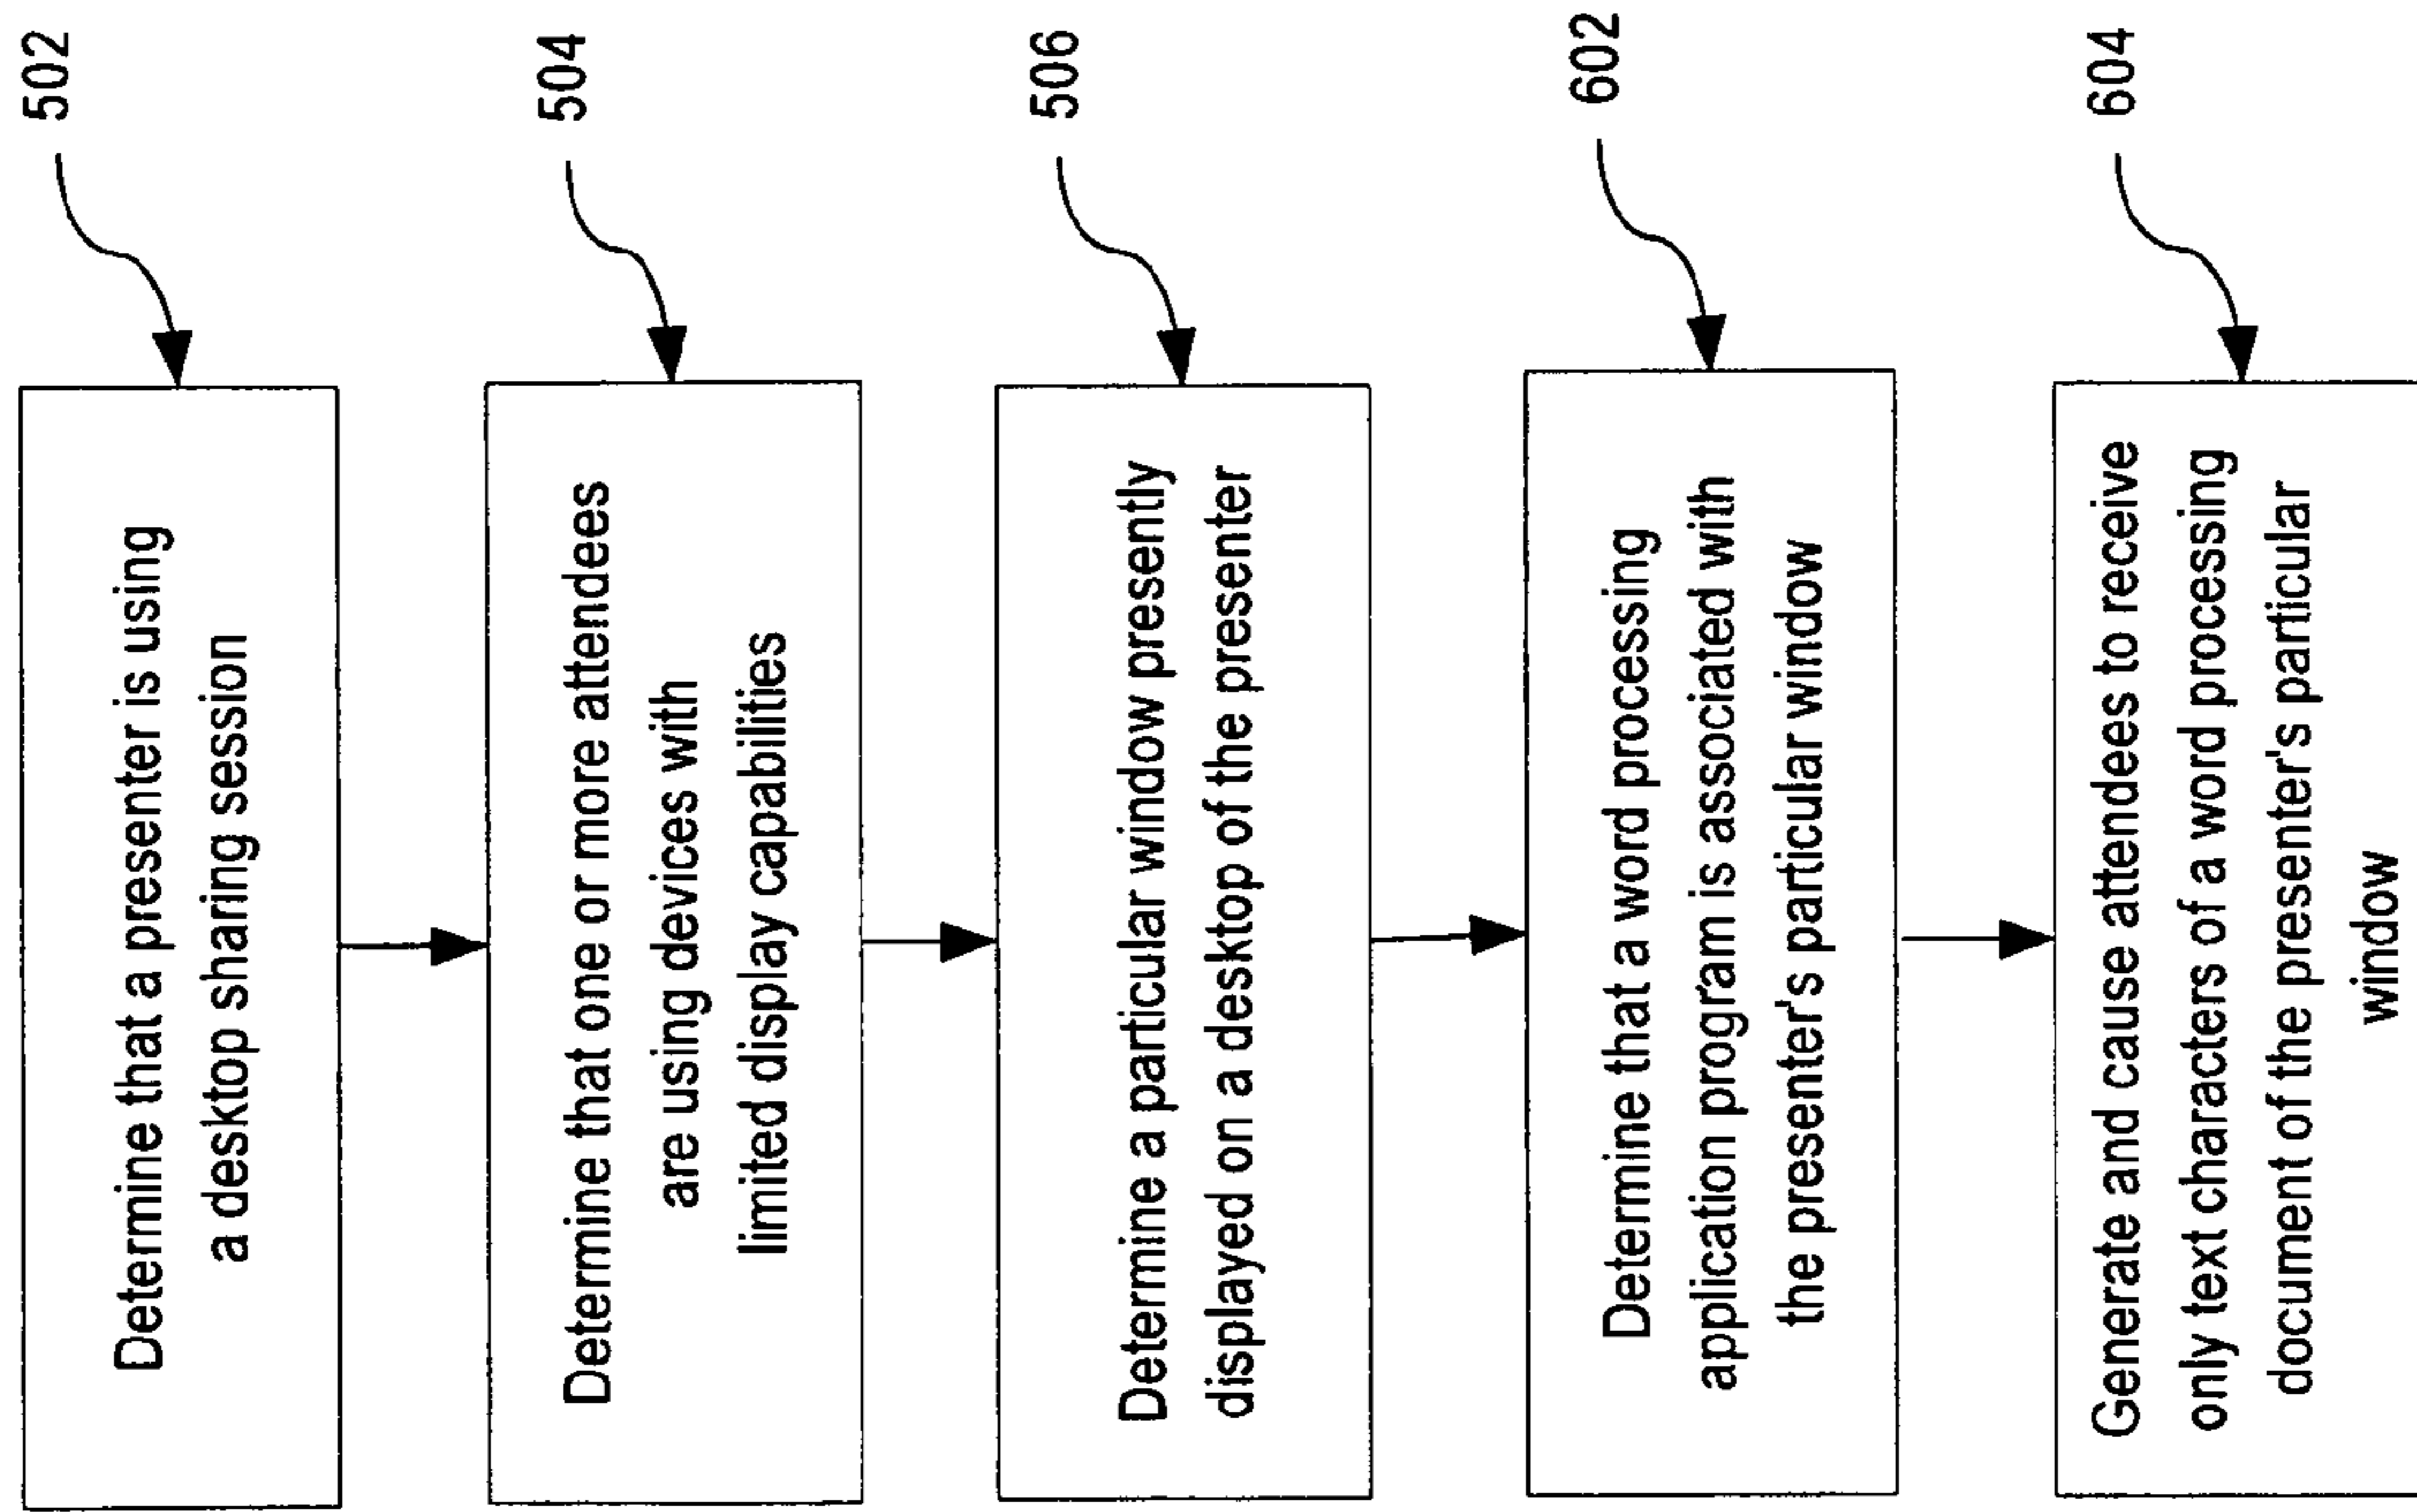 502
Determine that a presenter is using
a desktop sharing session
504
Determine that one or more attendees
are using devices with
limited display capabilities
506
Determine a particular window presently
displayed on a desktop of the presenter
602
Determine that a word processing
application program is associated with
the presenter's particular window
604
Generate and cause attendees to receive
only text characters of a word processing
document of the presenter's particular
window